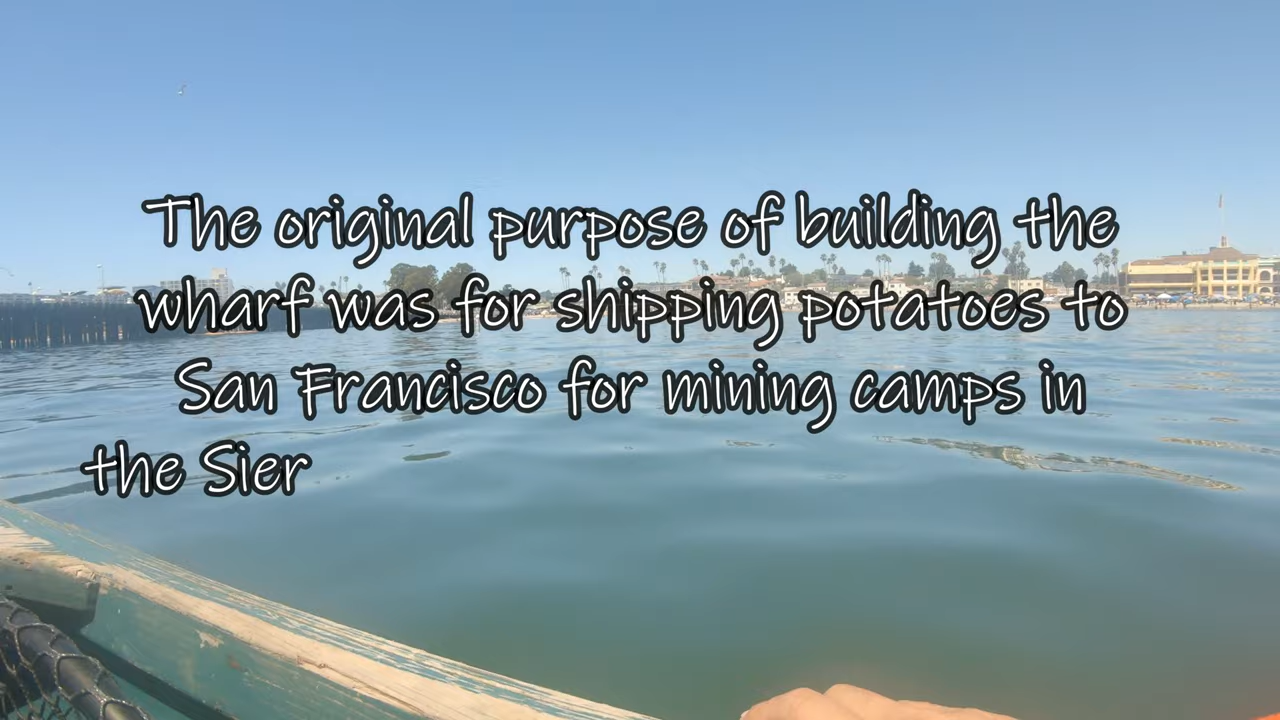 The original purpose of building the
wharf was for shipping potatoes to
San Francisco for mining camps in
the Sier